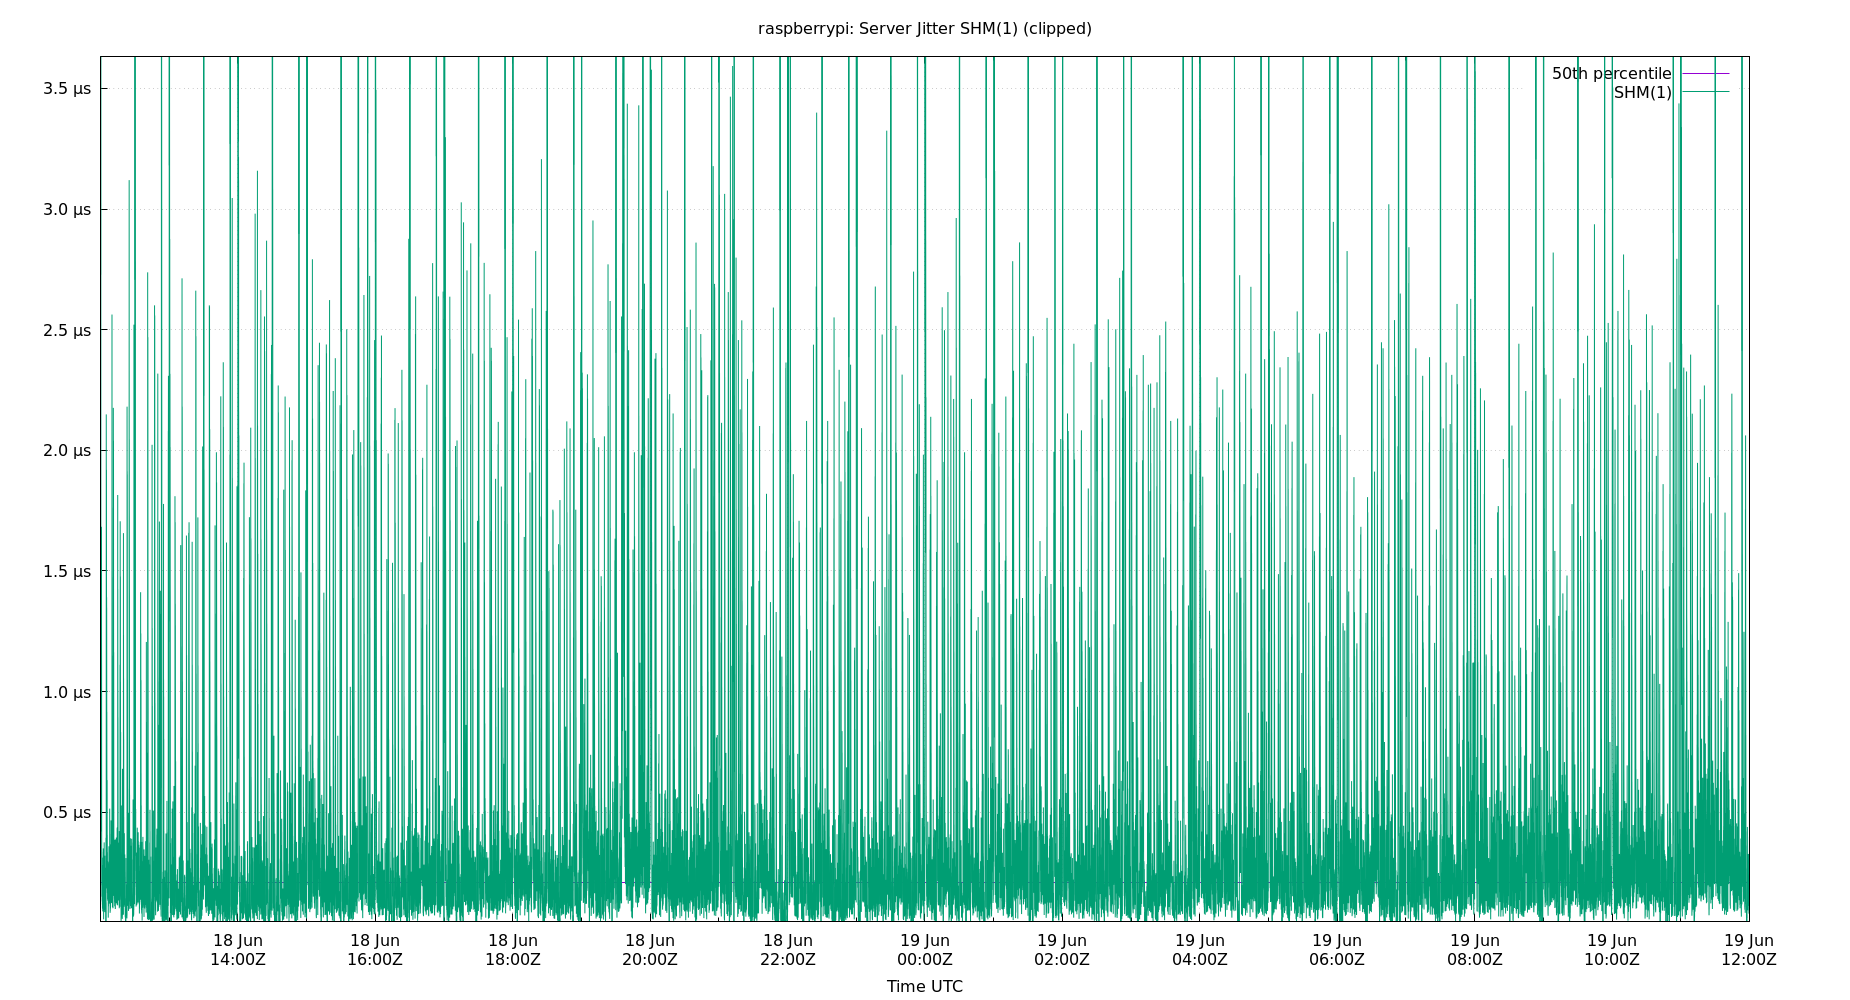 raspberrypi: Server Jitter SHM(1) (clipped)
50th percentile
SHM(1)
3.5 µs
3.0 µs
2.5 µs
2.0 µs
1.5 µs
1.0 µs
0.5 µs
18 Jun 18 Jun 18 Jun 18 Jun 18 Jun 19 Jun 19 Jun 19 Jun 19 Jun 19 Jun 19 Jun 19 Jun
14:00Z 16:00Z 18:00Z 20:00Z 22:00Z 00:00Z 02:00Z 04:00Z 06:00Z 08:00Z 10:00Z 12:00Z
Time UTC